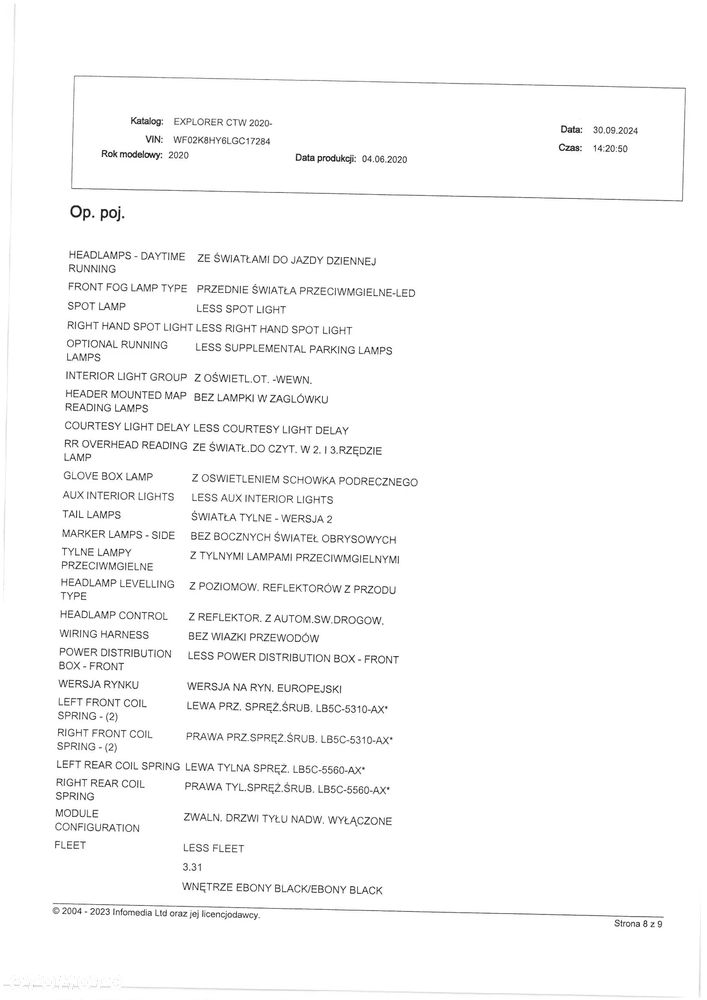 Katalog: EXPLORER CTW 2020-
VIN: WF02K8HY6LGC17284
Rok modelowy: 2020
Data produkcji: 04.06.2020
Data: 30.09.2024
Czas: 14:20:50
Op. poj.
HEADLAMPS - DAYTIME RUNNING ZE ŚWIATŁAMI DO JAZDY DZIENNEJ
FRONT FOG LAMP TYPE PRZEDNIE ŚWIATŁA PRZECIWMGIELNE-LED
SPOT LAMP LESS SPOT LIGHT
RIGHT HAND SPOT LIGHT LESS RIGHT HAND SPOT LIGHT
OPTIONAL RUNNING LAMPS LESS SUPPLEMENTAL PARKING LAMPS
INTERIOR LIGHT GROUP Z OŚWIETL.OT. -WEWN.
HEADER MOUNTED MAP READING LAMPS BEZ LAMPKI W ZAGLÓWKU
COURTESY LIGHT DELAY LESS COURTESY LIGHT DELAY
RR OVERHEAD READING LAMP ZE ŚWIATŁ.DO CZYT. W 2. I 3.RZĘDZIE
GLOVE BOX LAMP Z OSWIETLENIEM SCHOWKA PODRECZNEGO
AUX INTERIOR LIGHTS LESS AUX INTERIOR LIGHTS
TAIL LAMPS ŚWIATŁA TYLNE - WERSJA 2
MARKER LAMPS - SIDE BEZ BOCZNYCH ŚWIATEŁ OBRYSOWYCH
TYLNE LAMPY PRZECIWMGIELNE Z TYLNYMI LAMPAMI PRZECIWMGIELNYMI
HEADLAMP LEVELLING TYPE Z POZIOMOW. REFLEKTORÓW Z PRZODU
HEADLAMP CONTROL Z REFLEKTOR. Z AUTOM.SW.DROGOW.
WIRING HARNESS BEZ WIAZKI PRZEWODÓW
POWER DISTRIBUTION BOX - FRONT LESS POWER DISTRIBUTION BOX - FRONT
WERSJA RYNKU WERSJA NA RYN. EUROPEJSKI
LEFT FRONT COIL SPRING - (2) LEWA PRZ. SPRĘŻ.ŚRUB. LB5C-5310-AX*
RIGHT FRONT COIL SPRING - (2) PRAWA PRZ.SPRĘŻ.ŚRUB. LB5C-5310-AX*
LEFT REAR COIL SPRING LEWA TYLNA SPRĘŻ. LB5C-5560-AX*
RIGHT REAR COIL SPRING PRAWA TYL.SPRĘŻ.ŚRUB. LB5C-5560-AX*
MODULE CONFIGURATION ZWALN. DRZWI TYŁU NADW. WYŁĄCZONE
FLEET LESS FLEET
3.31
WNĘTRZE EBONY BLACK/EBONY BLACK
© 2004 - 2023 Infomedia Ltd oraz jej licencjodawcy.
Strona 8 z 9